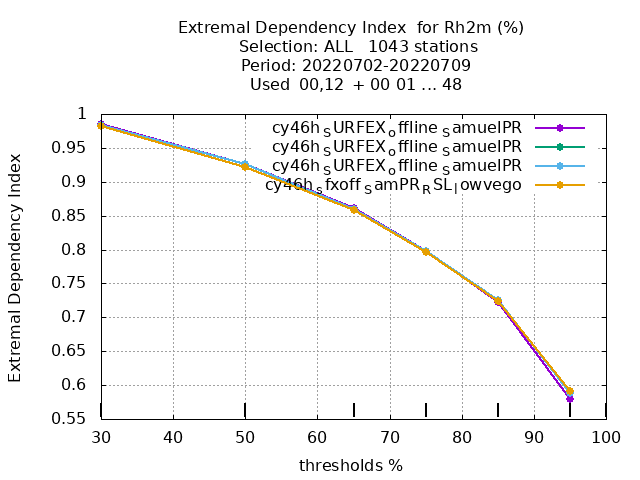 Extremal Dependency Index  for Rh2m (%)
Selection: ALL   1043 stations
Period: 20220702-20220709
Used  00,12  + 00 01 ... 48
Extremal Dependency Index
1
0.95
0.9
0.85
0.8
0.75
0.7
0.65
0.6
0.55
cy46h_SURFEX_offline_SamuelPR
cy46h_SURFEX_offline_SamuelPR
cy46h_SURFEX_offline_SamuelPR
cy46h_sfxoff_SamPR_RSL_lowvego
30 40 50 60 70 80 90 100
thresholds %